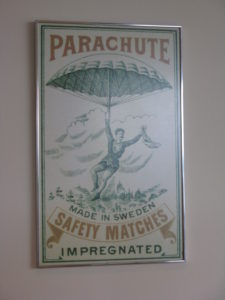 PARACHUTE
MADE IN SWEDEN
SAFETY MATCHES
IMPREGNATED